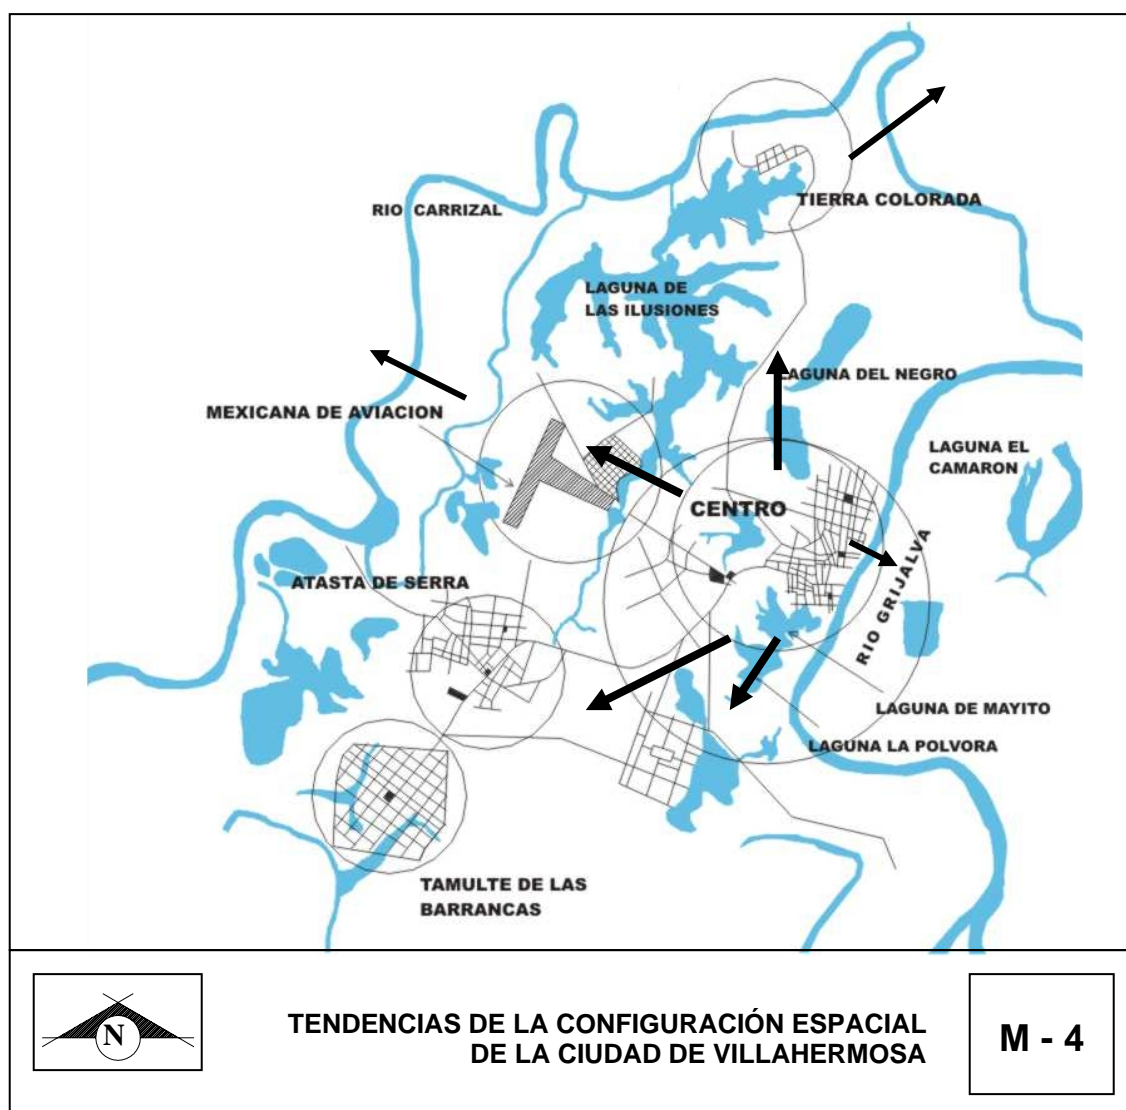 TIERRA COLORADA
RIO CARRIZAL
LAGUNA DE
LAS ILUSIONES
LAGUNA DEL NEGRO
MEXICANA DE AVIACION
LAGUNA EL
CAMARON
CENTRO
RIO GRIJALVA
ATASTA DE SERRA
LAGUNA DE MAYITO
LAGUNA LA POLVORA
TAMULTE DE LAS
BARRANCAS
N
TENDENCIAS DE LA CONFIGURACIÓN ESPACIAL
DE LA CIUDAD DE VILLAHERMOSA
M - 4